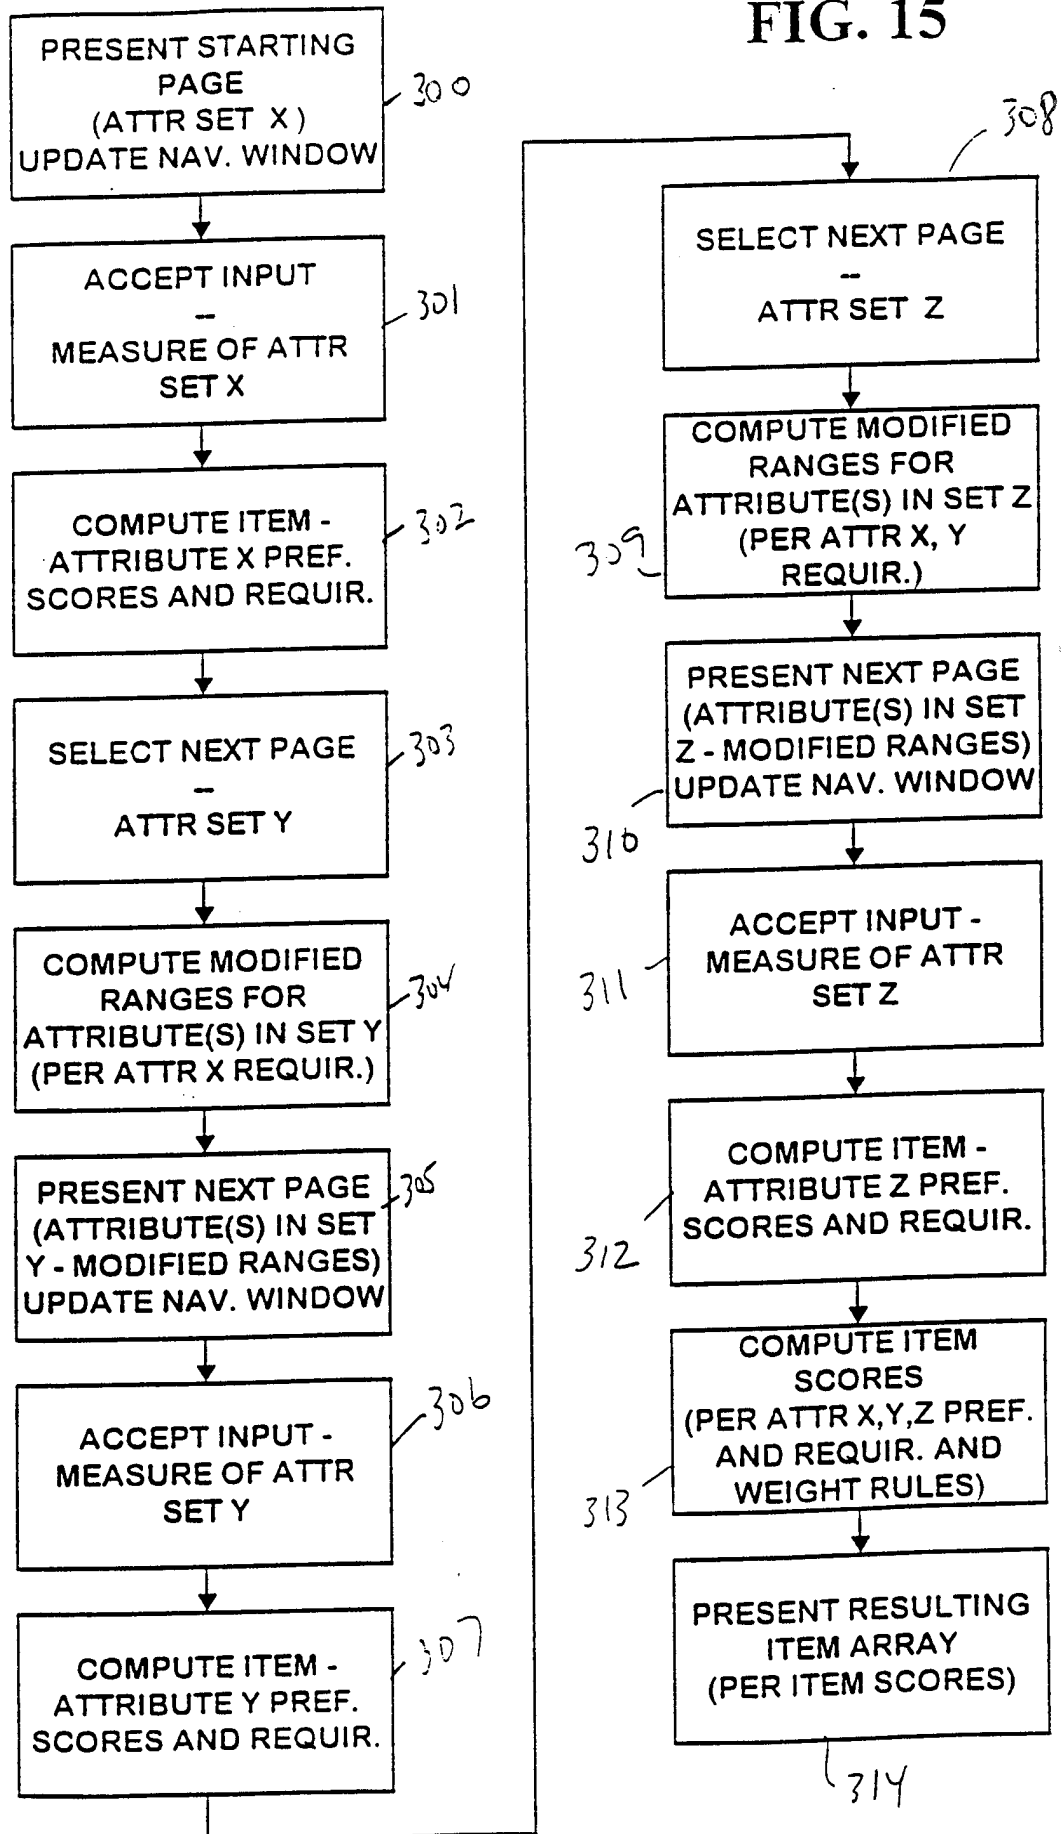 FIG. 15
PRESENT STARTING
PAGE
(ATTR SET X)
UPDATE NAV. WINDOW
300
ACCEPT INPUT
--
MEASURE OF ATTR
SET X
301
COMPUTE ITEM -
ATTRIBUTE X PREF.
SCORES AND REQUIR.
302
SELECT NEXT PAGE
--
ATTR SET Y
303
COMPUTE MODIFIED
RANGES FOR
ATTRIBUTE(S) IN SET Y
(PER ATTR X REQUIR.)
304
PRESENT NEXT PAGE
(ATTRIBUTE(S) IN SET
Y - MODIFIED RANGES)
UPDATE NAV. WINDOW
305
ACCEPT INPUT -
MEASURE OF ATTR
SET Y
306
COMPUTE ITEM -
ATTRIBUTE Y PREF.
SCORES AND REQUIR.
307
308
SELECT NEXT PAGE
--
ATTR SET Z
COMPUTE MODIFIED
RANGES FOR
ATTRIBUTE(S) IN SET Z
(PER ATTR X, Y
REQUIR.)
309
PRESENT NEXT PAGE
(ATTRIBUTE(S) IN SET
Z - MODIFIED RANGES)
UPDATE NAV. WINDOW
310
ACCEPT INPUT -
MEASURE OF ATTR
SET Z
311
COMPUTE ITEM -
ATTRIBUTE Z PREF.
SCORES AND REQUIR.
312
COMPUTE ITEM
SCORES
(PER ATTR X,Y,Z PREF.
AND REQUIR. AND
WEIGHT RULES)
313
PRESENT RESULTING
ITEM ARRAY
(PER ITEM SCORES)
314